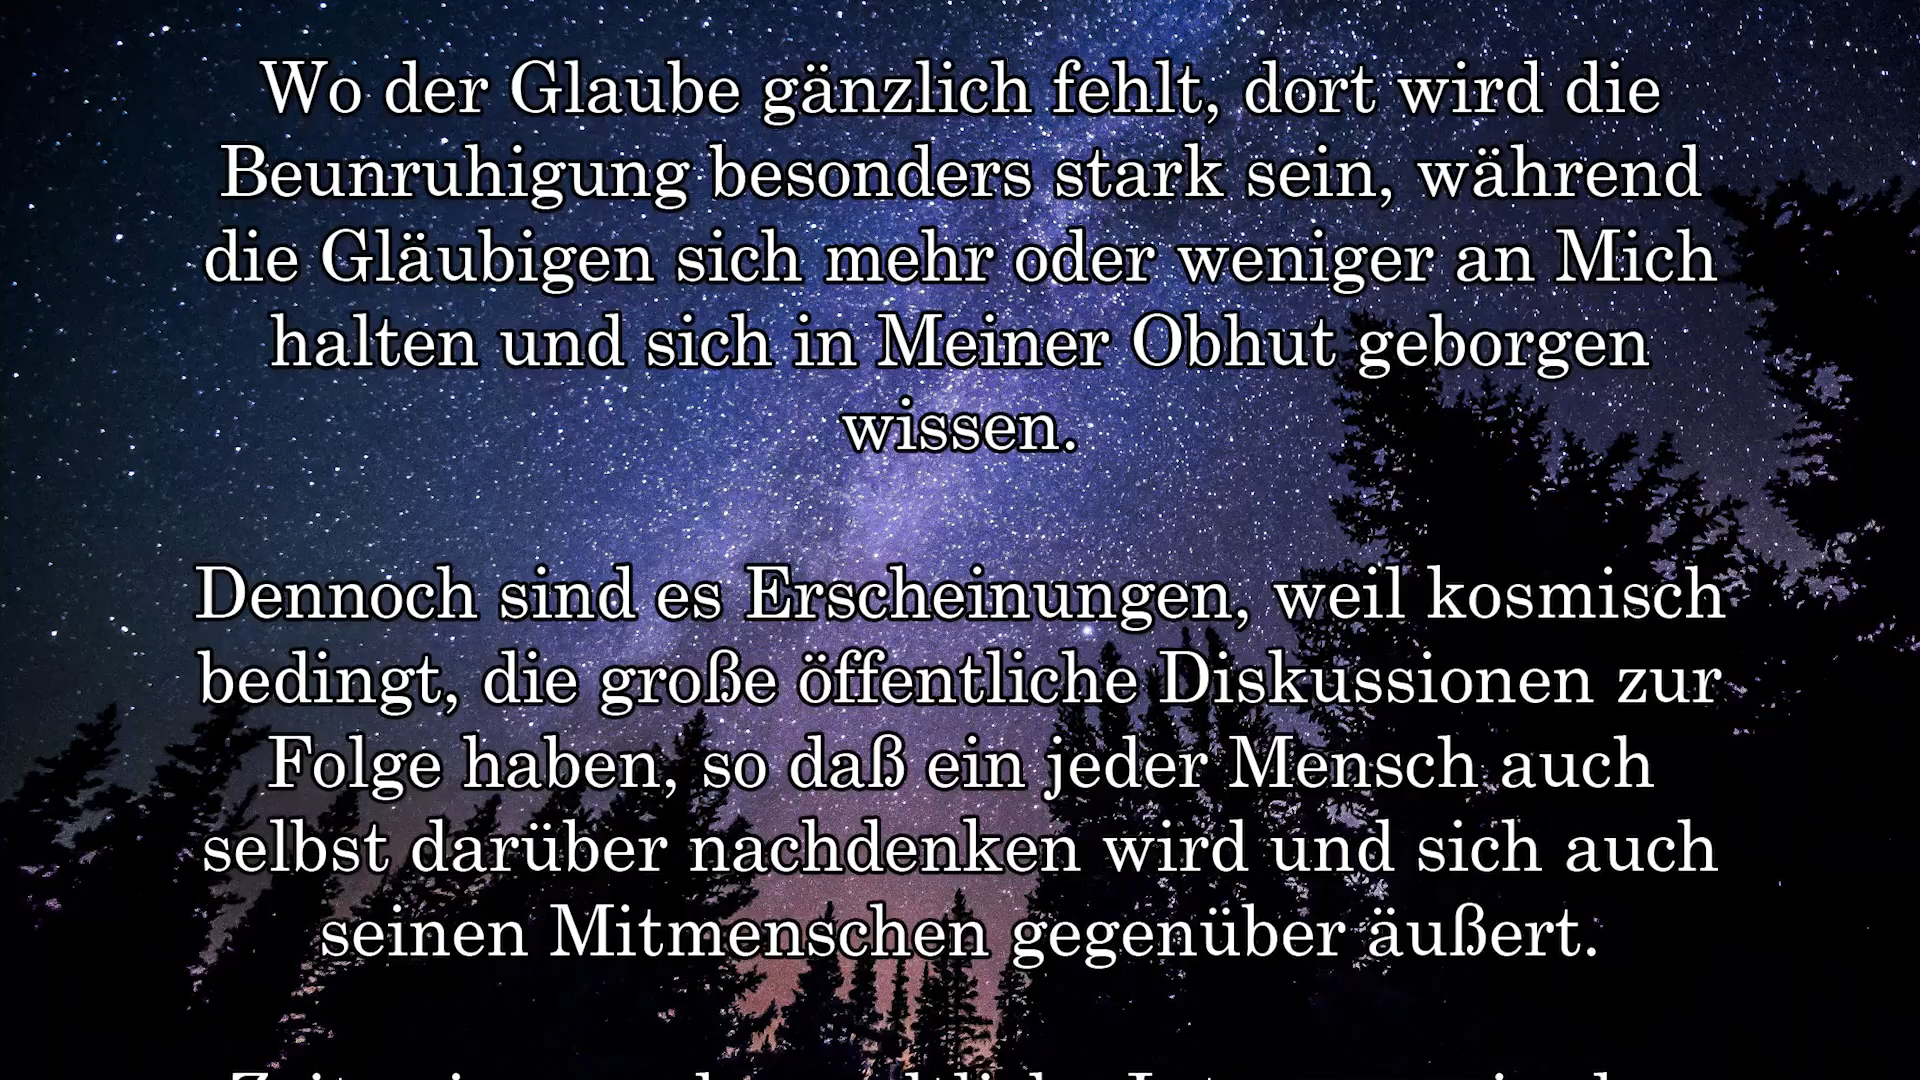 Wo der Glaube gänzlich fehlt, dort wird die
Beunruhigung besonders stark sein, während
die Gläubigen sich mehr oder weniger an Mich
halten und sich in Meiner Obhut geborgen
wissen.
Dennoch sind es Erscheinungen, weil kosmisch
bedingt, die große öffentliche Diskussionen zur
Folge haben, so daß ein jeder Mensch auch
selbst darüber nachdenken wird und sich auch
seinen Mitmenschen gegenüber äußert.